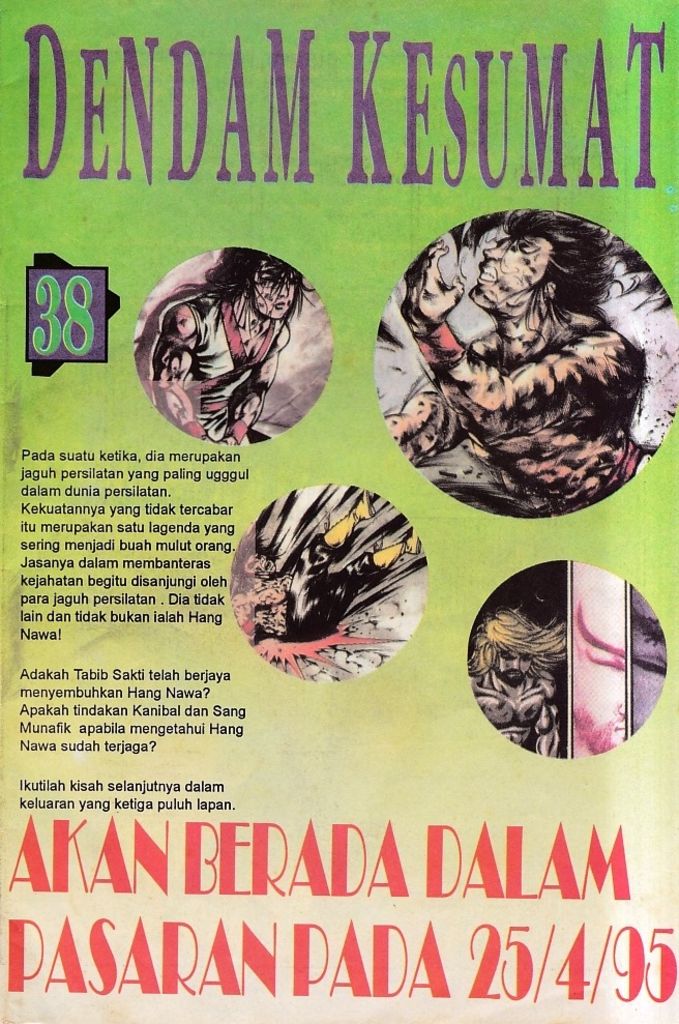 DENDAM KESUMAT
38
Pada suatu ketika, dia merupakan
jaguh persilatan yang paling ugggul
dalam dunia persilatan.
Kekuatannya yang tidak tercabar
itu merupakan satu lagenda yang
sering menjadi buah mulut orang.
Jasanya dalam membanteras
kejahatan begitu disanjungi oleh
para jaguh persilatan . Dia tidak
lain dan tidak bukan ialah Hang
Nawa!
Adakah Tabib Sakti telah berjaya
menyembuhkan Hang Nawa?
Apakah tindakan Kanibal dan Sang
Munafik apabila mengetahui Hang
Nawa sudah terjaga?
Ikutilah kisah selanjutnya dalam
keluaran yang ketiga puluh lapan.
AKAN BERADA DALAM
PASARAN PADA 25/4/95